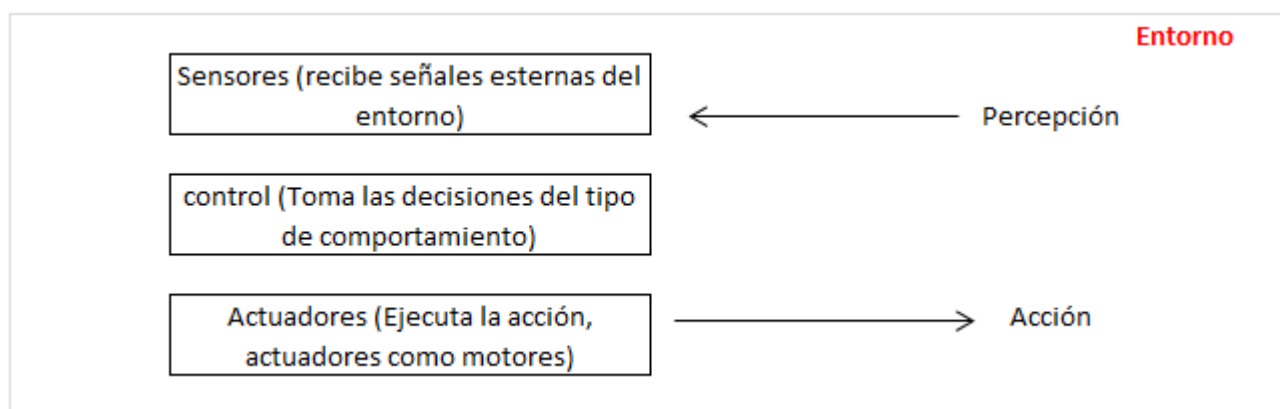 Entorno
Sensores (recibe señales esternas del
entorno)
Percepción
control (Toma las decisiones del tipo
de comportamiento)
Actuadores (Ejecuta la acción,
actuadores como motores)
Acción